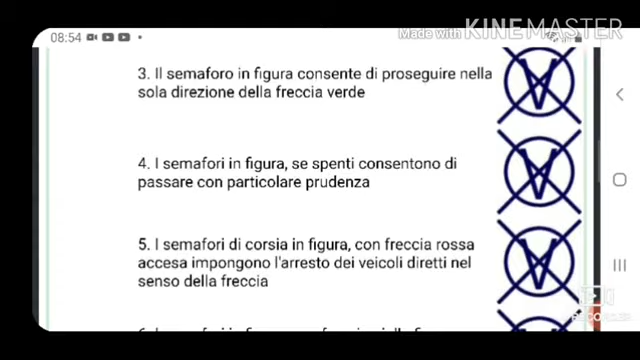 Made with KINEMASTER
08:54
3. Il semaforo in figura consente di proseguire nella
sola direzione della freccia verde
V
4. I semafori in figura, se spenti consentono di
passare con particolare prudenza
V
5. I semafori di corsia in figura, con freccia rossa
accesa impongono l'arresto dei veicoli diretti nel
senso della freccia
V
RECORDER